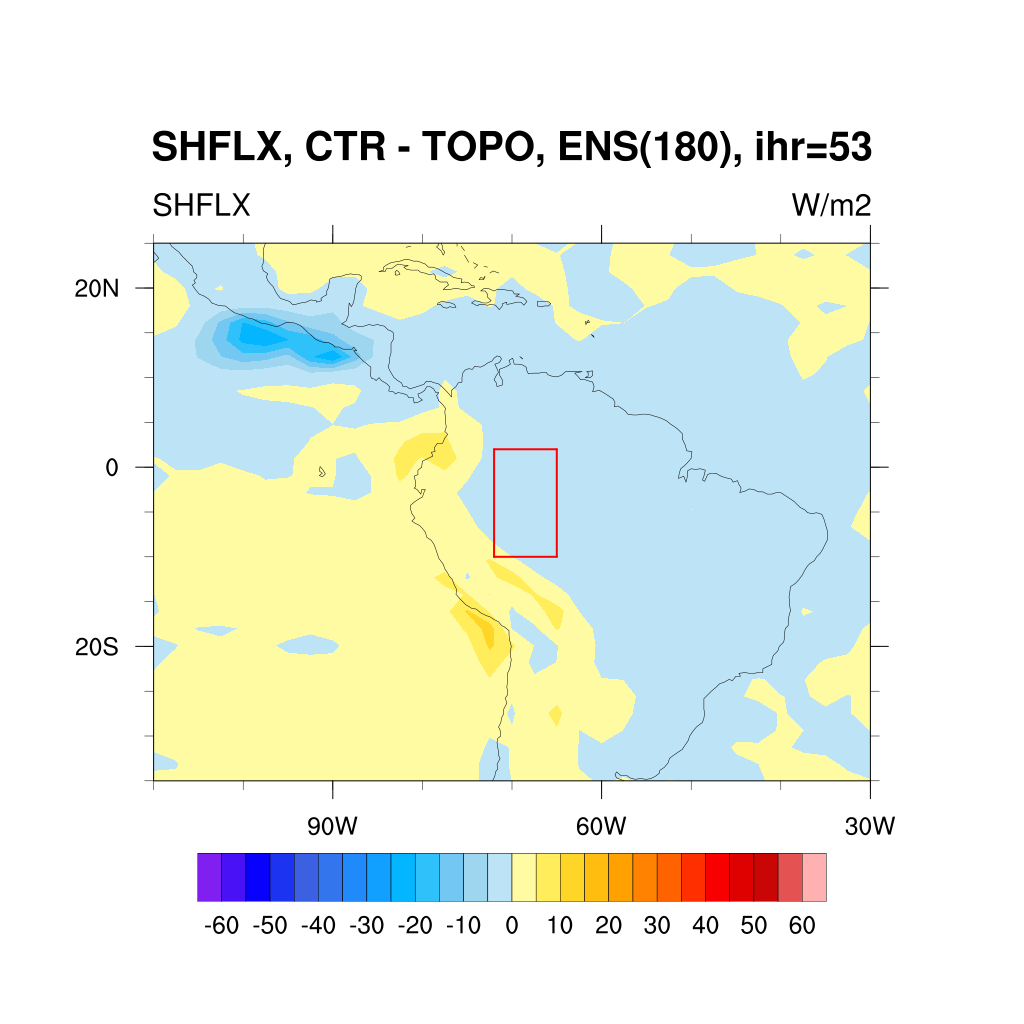 SHFLX, CTR - TOPO, ENS(180), ihr=53
SHFLX W/m2
20N
0
20S
90W 60W 30W
-60 -50 -40 -30 -20 -10 0 10 20 30 40 50 60